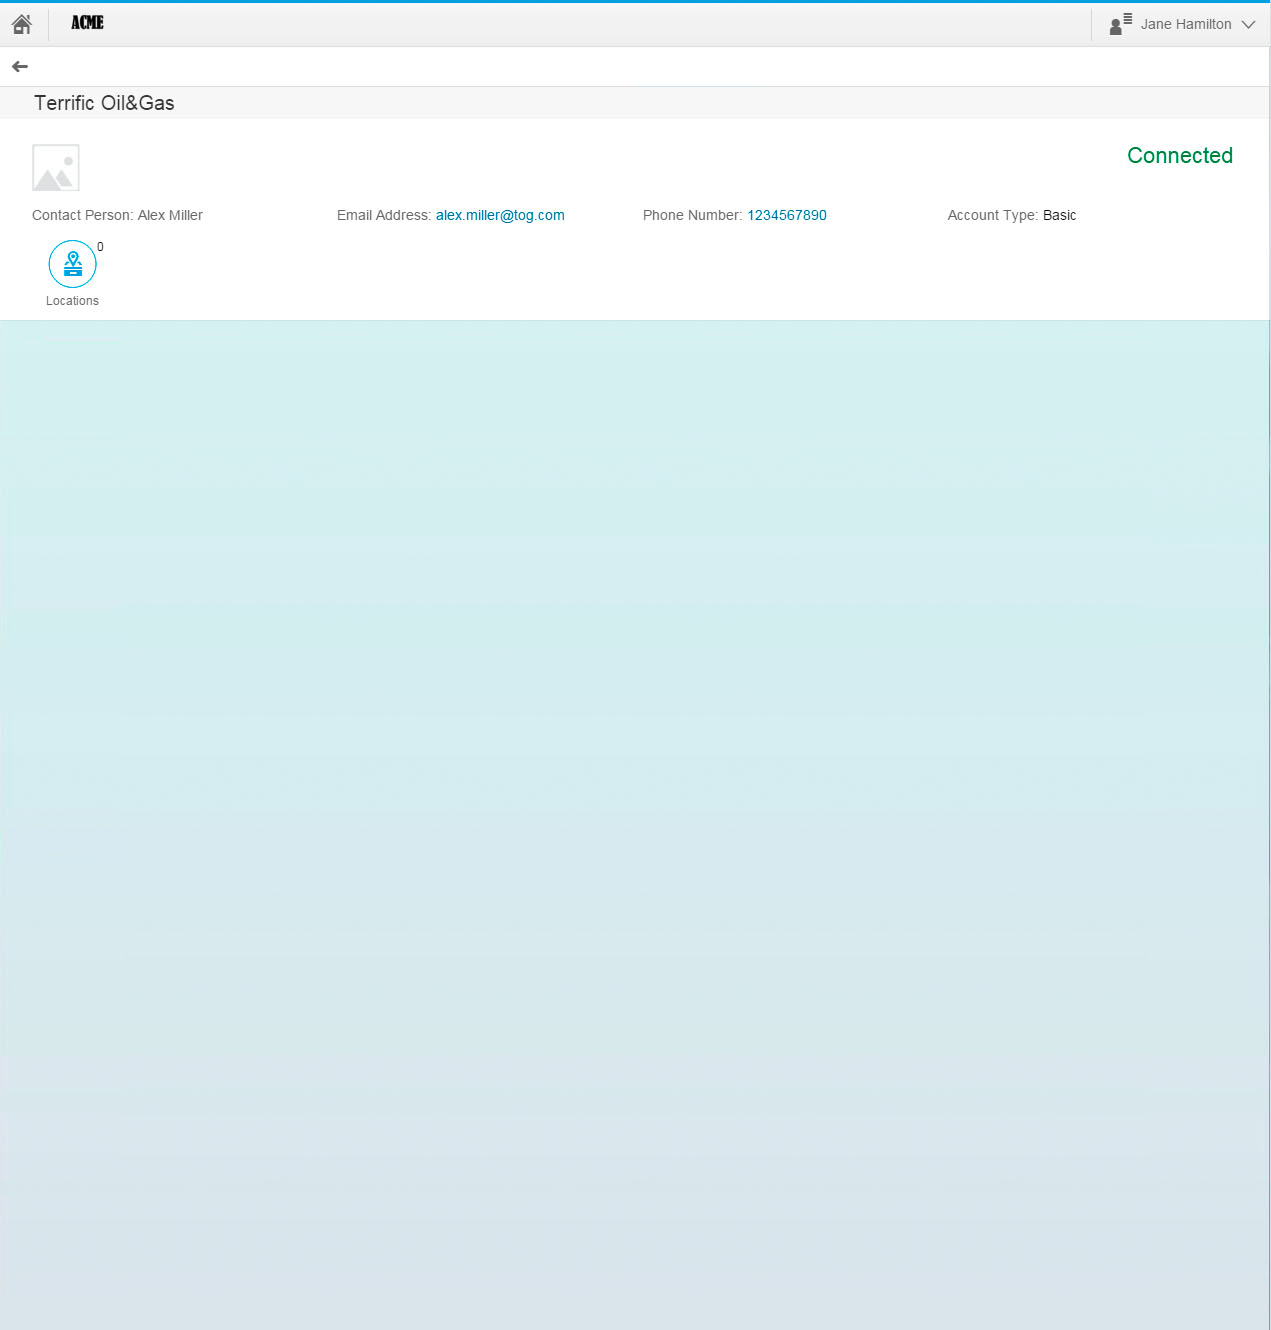 ACME
Jane Hamilton
Terrific Oil&Gas
Connected
Contact Person: Alex Miller
Email Address: alex.miller@tog.com
Phone Number: 1234567890
Account Type: Basic
0
Locations